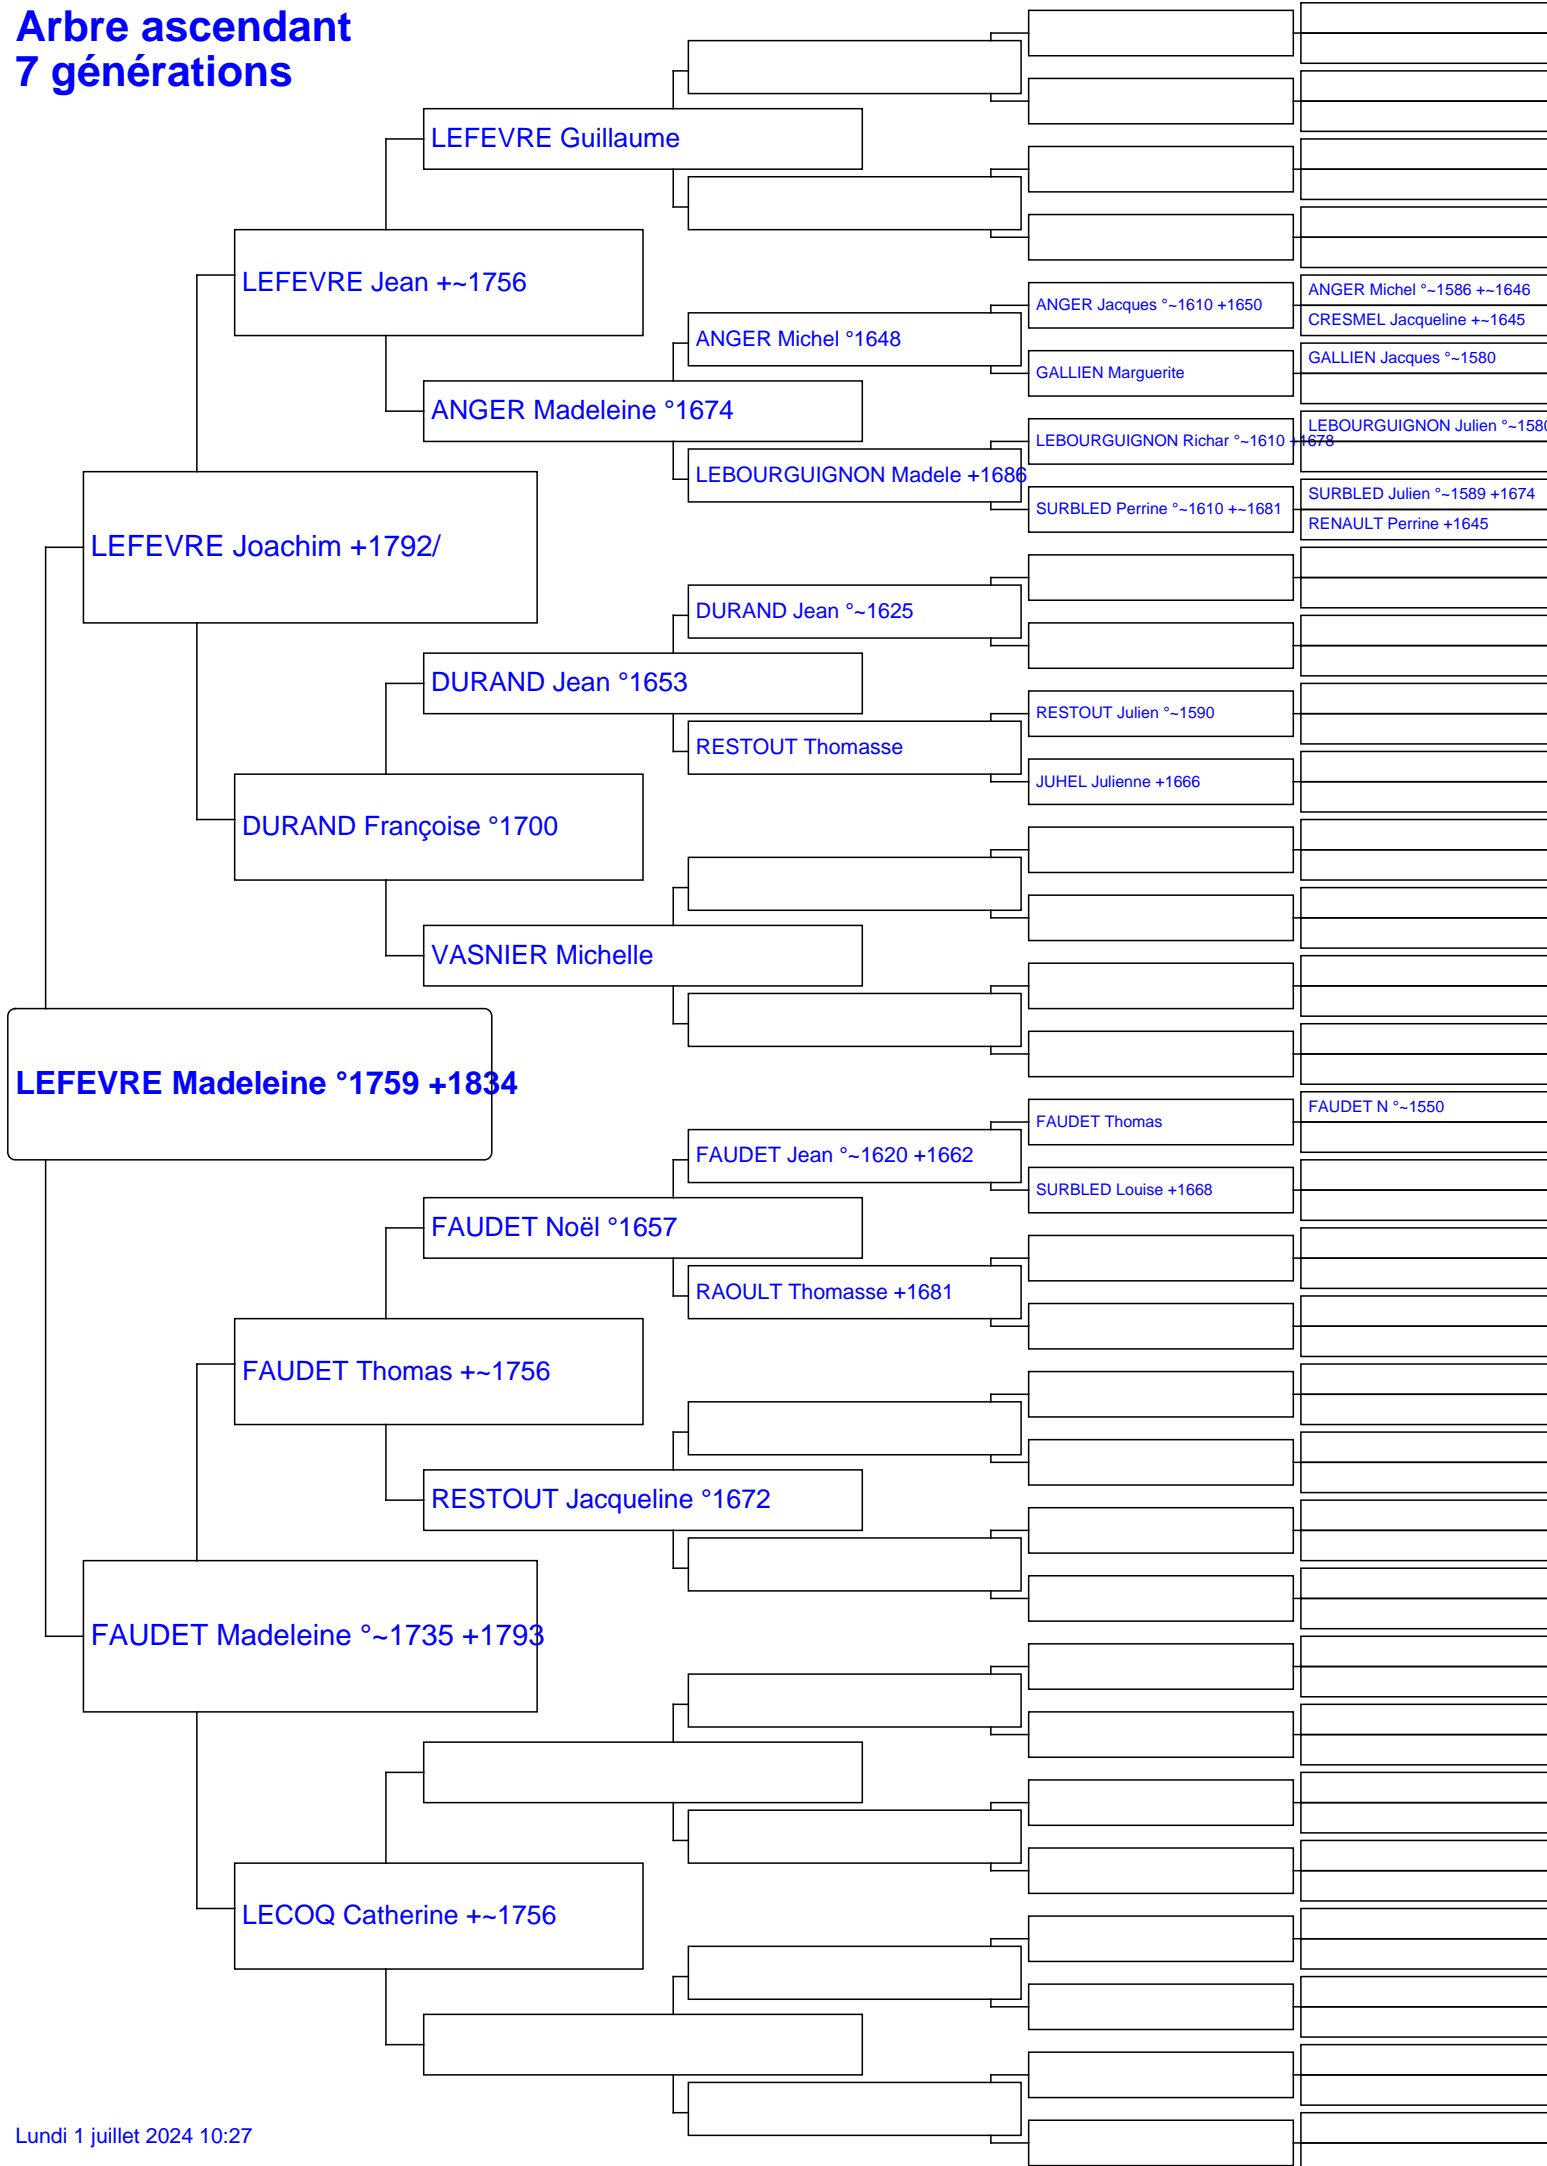 Arbre ascendant
7 générations
LEFEVRE Guillaume
LEFEVRE Jean +~1756
ANGER Michel °~1586 +~1646
ANGER Jacques °~1610 +1650
CRESMEL Jacqueline +~1645
ANGER Michel °1648
GALLIEN Jacques °~1580
GALLIEN Marguerite
ANGER Madeleine °1674
LEBOURGUIGNON Julien °~1580
LEBOURGUIGNON Richar °~1610 +1678
LEBOURGUIGNON Madele +1686
SURBLED Julien °~1589 +1674
SURBLED Perrine °~1610 +~1681
RENAULT Perrine +1645
LEFEVRE Joachim +1792/
DURAND Jean °~1625
DURAND Jean °1653
RESTOUT Julien °~1590
RESTOUT Thomasse
JUHEL Julienne +1666
DURAND Françoise °1700
VASNIER Michelle
LEFEVRE Madeleine °1759 +1834
FAUDET N °~1550
FAUDET Thomas
FAUDET Jean °~1620 +1662
SURBLED Louise +1668
FAUDET Noël °1657
RAOULT Thomasse +1681
FAUDET Thomas +~1756
RESTOUT Jacqueline °1672
FAUDET Madeleine °~1735 +1793
LECOQ Catherine +~1756
Lundi 1 juillet 2024 10:27